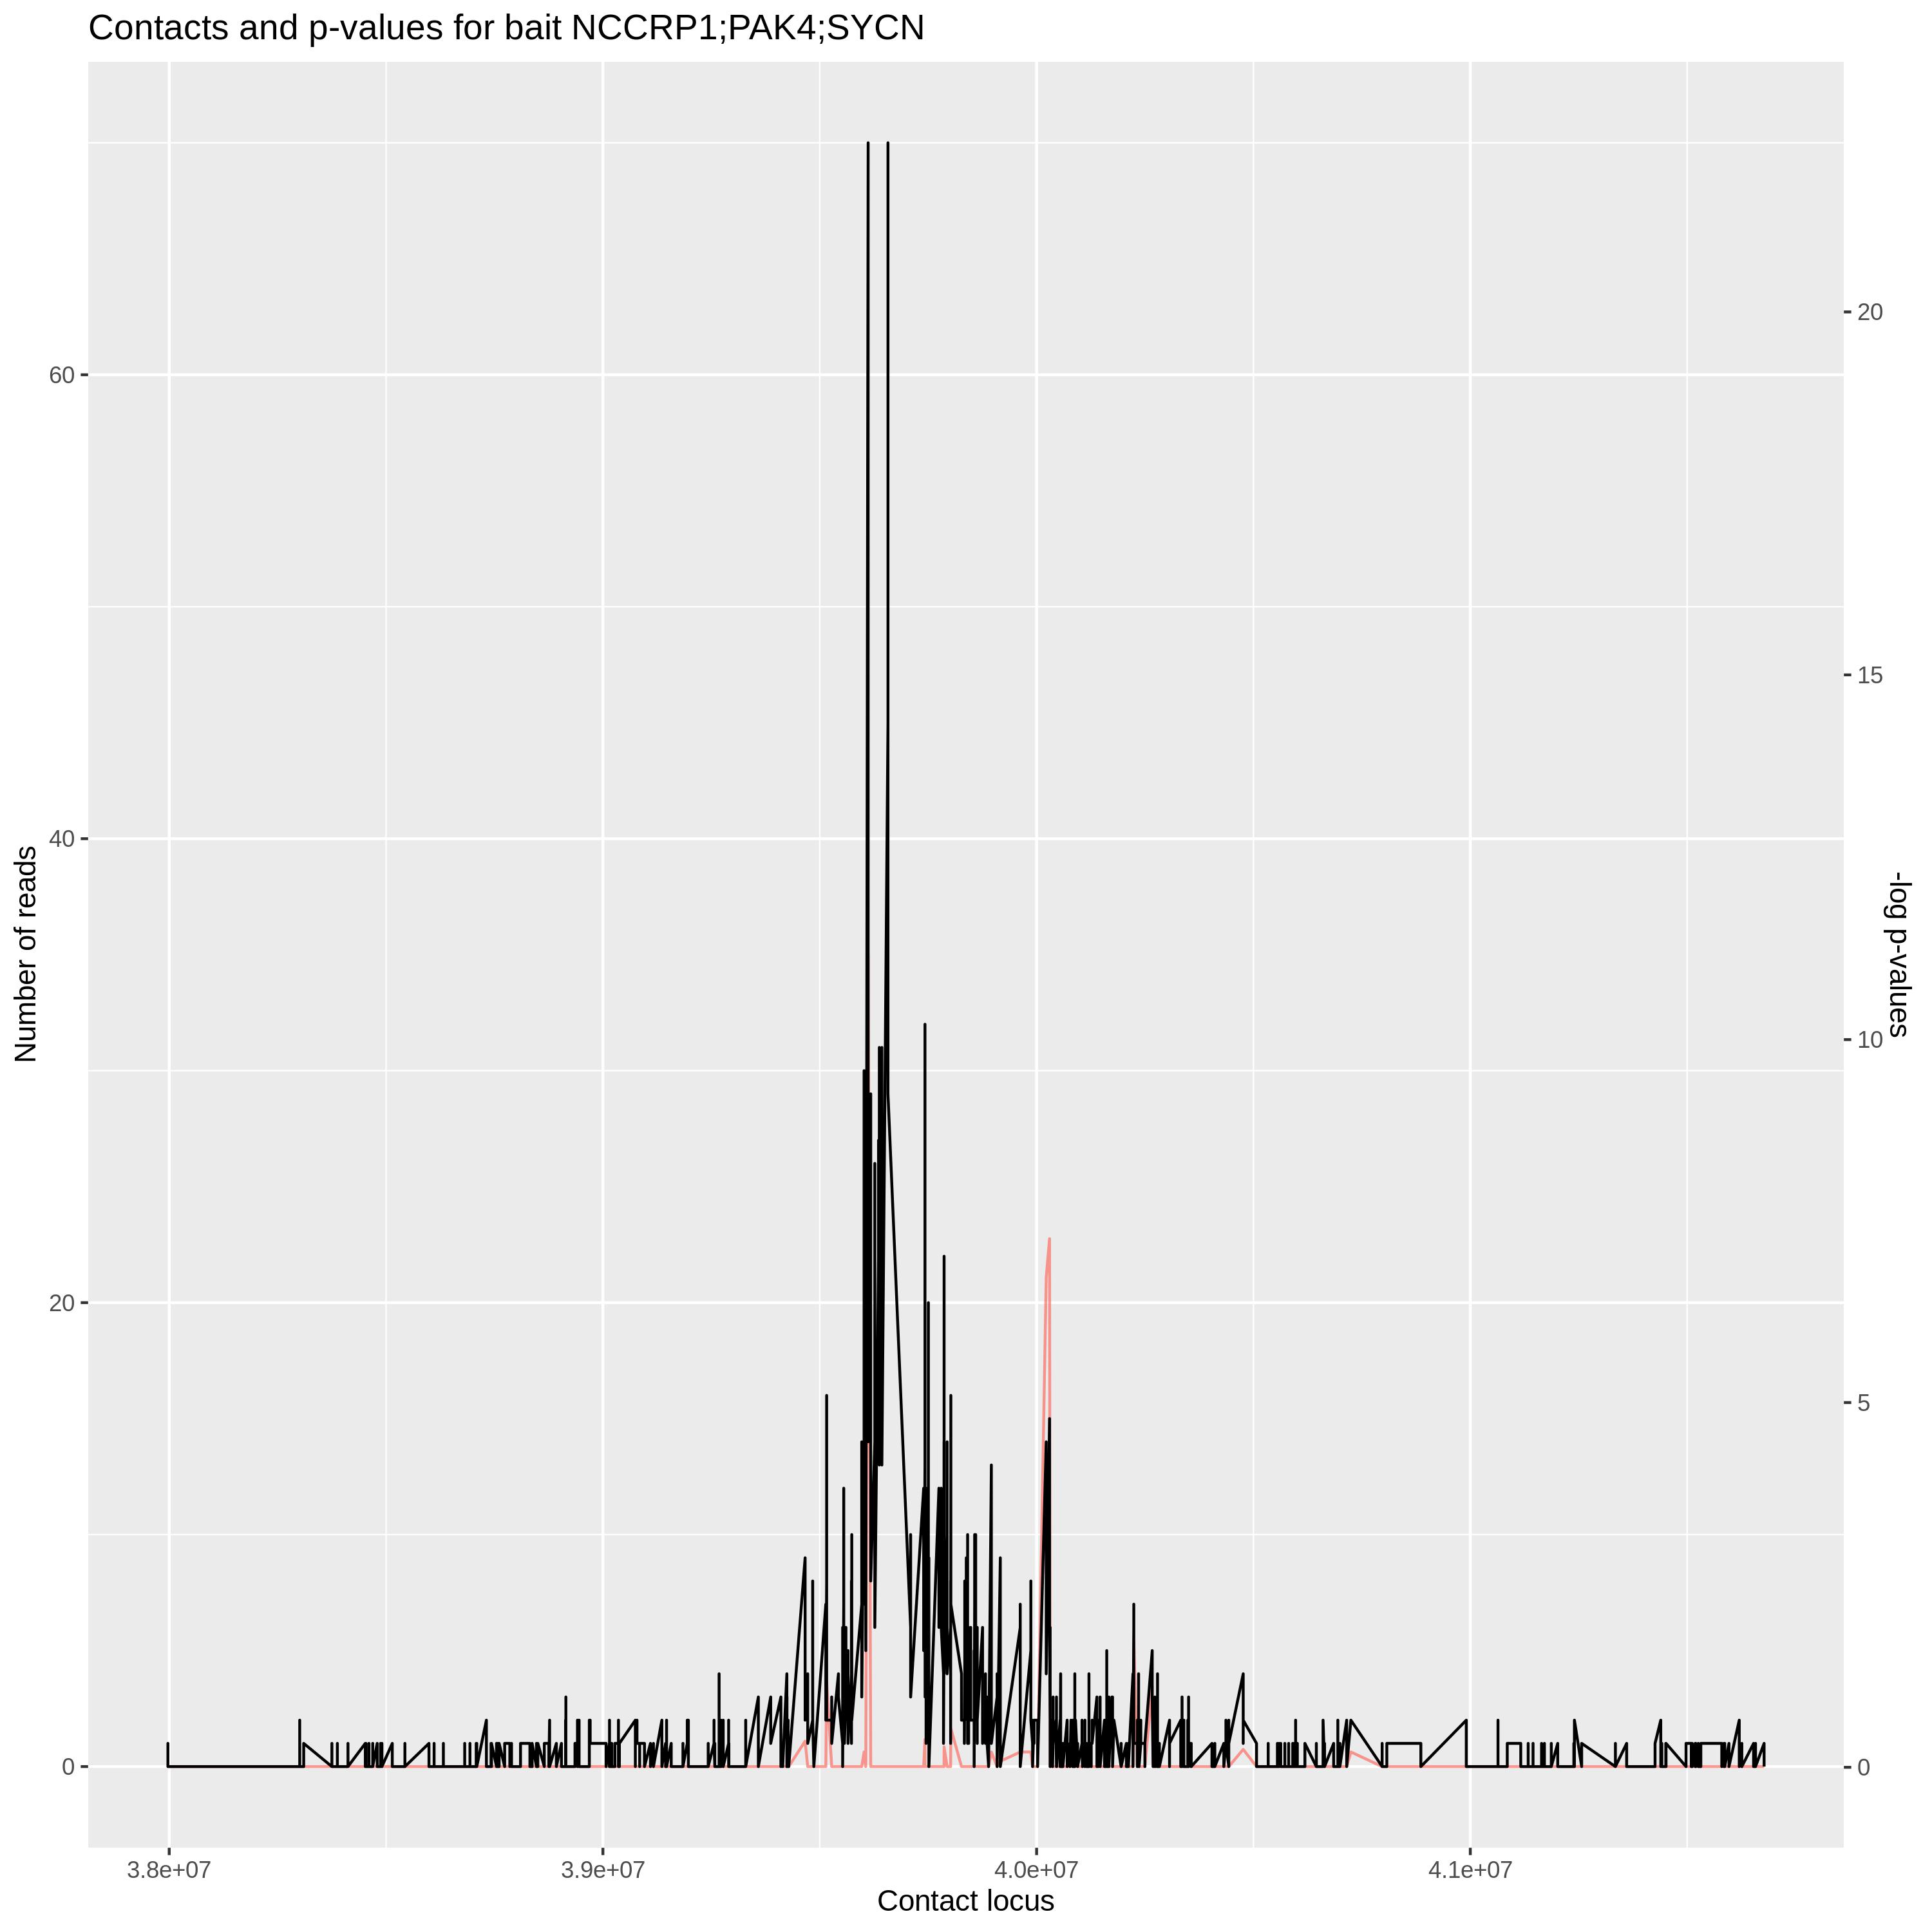 Contacts and p-values for bait NCCRP1;PAK4;SYCN
60
40
20
0
Number of reads
20
15
10
5
0
-log p-values
3.8e+07
3.9e+07
4.0e+07
4.1e+07
Contact locus